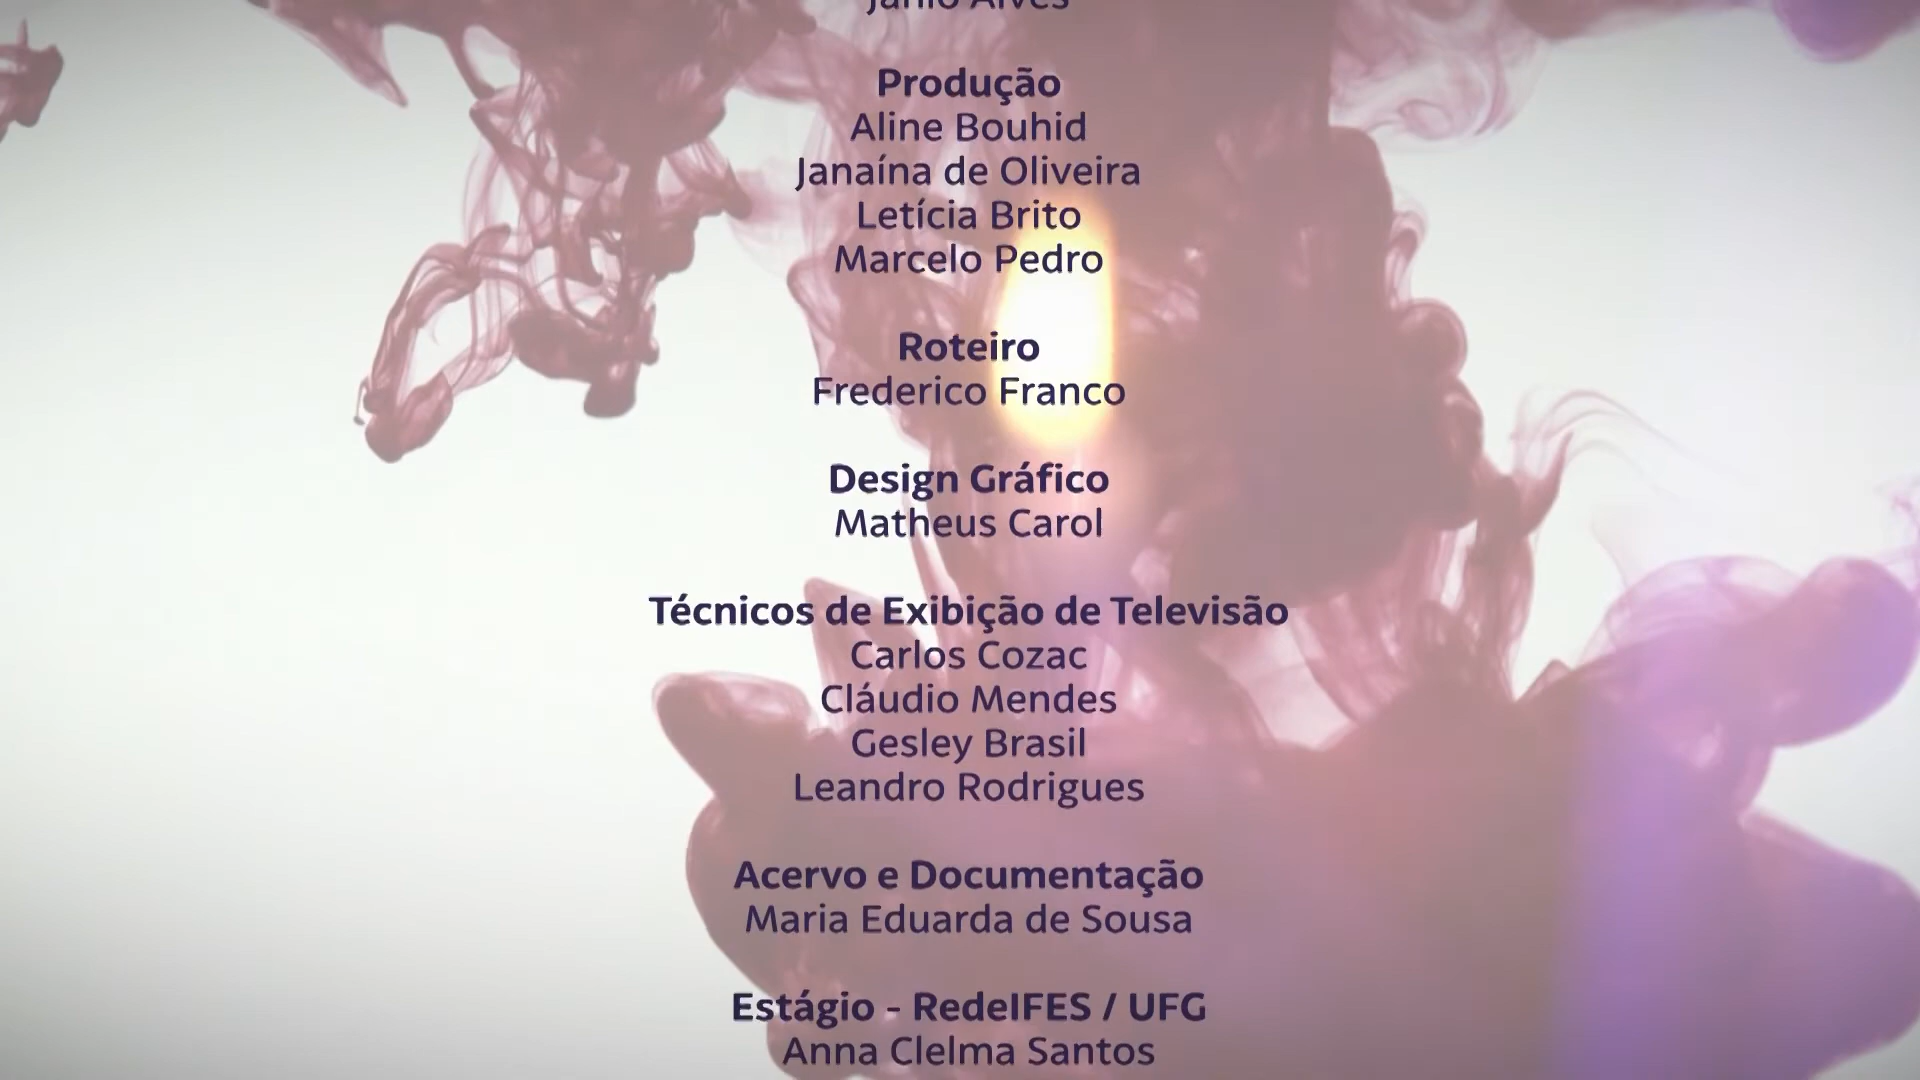 Jânio Alves
Produção
Aline Bouhid
Janaína de Oliveira
Letícia Brito
Marcelo Pedro
Roteiro
Frederico Franco
Design Gráfico
Matheus Carol
Técnicos de Exibição de Televisão
Carlos Cozac
Cláudio Mendes
Gesley Brasil
Leandro Rodrigues
Acervo e Documentação
Maria Eduarda de Sousa
Estágio - RedeIFES / UFG
Anna Clelma Santos